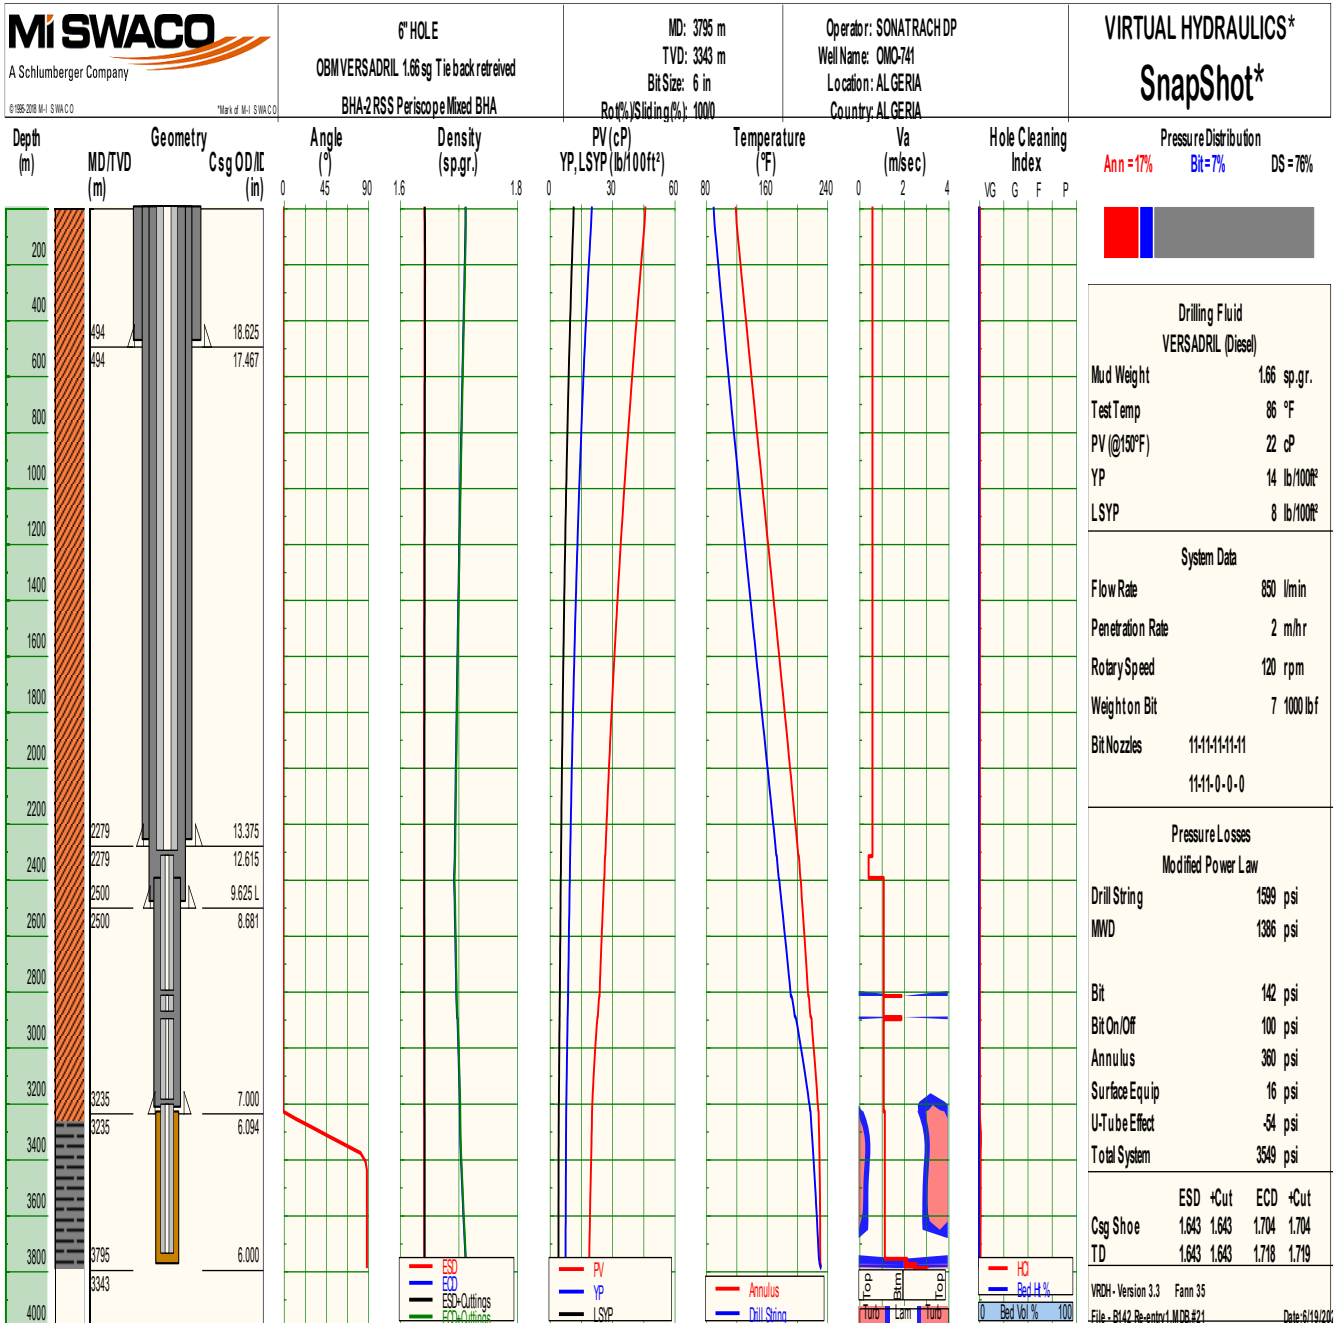 Mi SWACO
A Schlumberger Company
©1995-2018 M-I SWACO
*Mark of M-I SWACO
6" HOLE
OBM VERSADRIL 1.66 sg Tie back retreived
BHA-2 RSS Periscope Mixed BHA
MD: 3795 m
TVD: 3343 m
Bit Size: 6 in
Rot(%)/Sliding(%): 100/0
Operator: SONATRACH DP
Well Name: OMO-741
Location: ALGERIA
Country: ALGERIA
VIRTUAL HYDRAULICS*
SnapShot*
Depth (m)
Geometry
MD/TVD (m)
Csg OD/ID (in)
Angle (°)
0 45 90
Density (sp.gr.)
1.6 1.8
PV (cP)
YP, LSYP (lb/100ft²)
0 30 60
Temperature (°F)
80 160 240
Va (m/sec)
0 2 4
Hole Cleaning Index
VG G F P
Pressure Distribution
Ann = 17% Bit = 7% DS = 76%
200
400
600
800
1000
1200
1400
1600
1800
2000
2200
2400
2600
2800
3000
3200
3400
3600
3800
4000
494 18.625
494 17.467
2279 13.375
2279 12.615
2500 9.625 L
2500 8.681
3235 7.000
3235 6.094
3795 6.000
3343
ESD
ECD
ESD+Cuttings
ECD+Cuttings
PV
YP
LSYP
Annulus
Drill String
Top Btm Top
Turb Lam Turb
HCI
Bed Ht %
0 Bed Vol % 100
Drilling Fluid
VERSADRIL (Diesel)
Mud Weight 1.66 sp.gr.
Test Temp 86 °F
PV (@150°F) 22 cP
YP 14 lb/100ft²
LSYP 8 lb/100ft²
System Data
Flow Rate 850 l/min
Penetration Rate 2 m/hr
Rotary Speed 120 rpm
Weight on Bit 7 1000 lbf
Bit Nozzles 11-11-11-11-11
11-11-0-0-0
Pressure Losses
Modified Power Law
Drill String 1599 psi
MWD 1386 psi
Bit 142 psi
Bit On/Off 100 psi
Annulus 360 psi
Surface Equip 16 psi
U-Tube Effect -54 psi
Total System 3549 psi
ESD +Cut ECD +Cut
Csg Shoe 1.643 1.643 1.704 1.704
TD 1.643 1.643 1.718 1.719
VRDH - Version 3.3 Fann 35
File - B142 Re-entry1.MDB.#21 Date:6/19/20